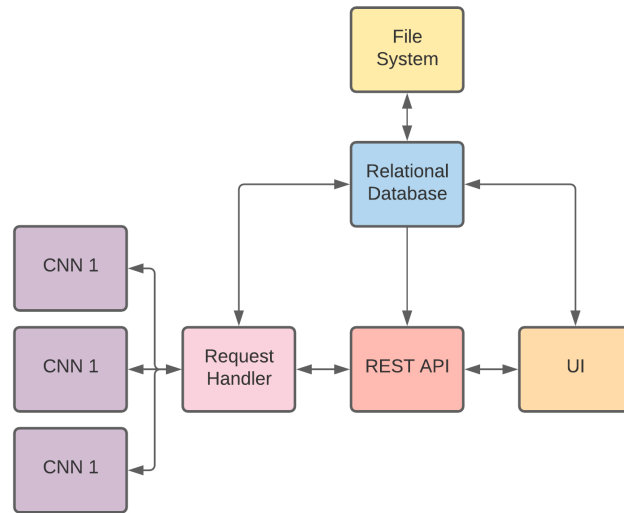 File
System
Relational
Database
CNN 1
CNN 1
Request
Handler
REST API
UI
CNN 1